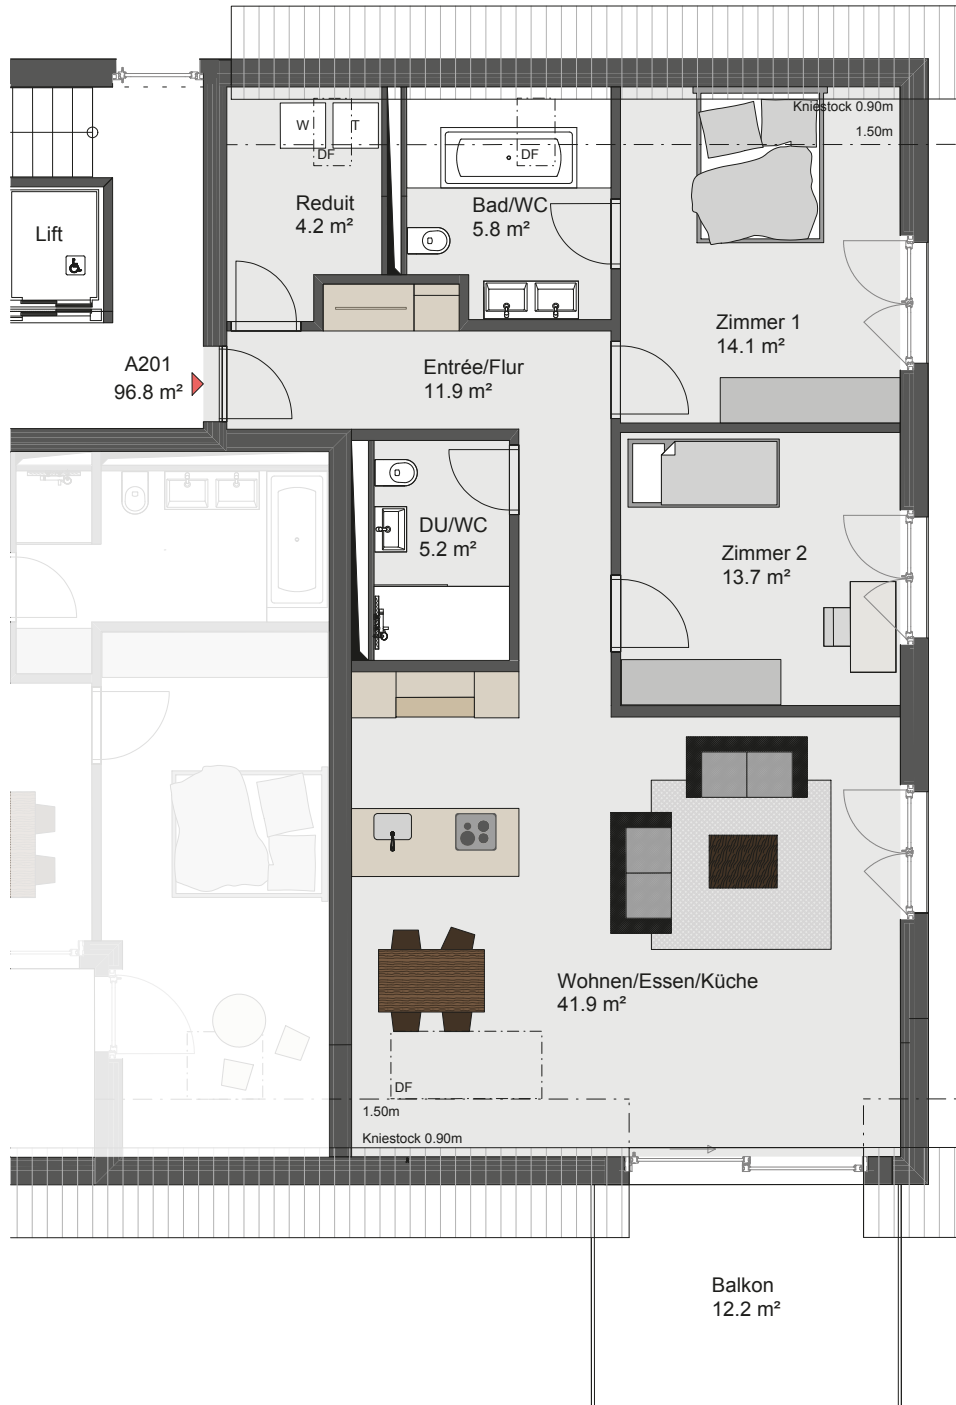 Kniestock 0.90m
1.50m
W
T
DF
DF
Reduit
4.2 m²
Bad/WC
5.8 m²
Lift
Zimmer 1
14.1 m²
A201
96.8 m²
Entrée/Flur
11.9 m²
DU/WC
5.2 m²
Zimmer 2
13.7 m²
Wohnen/Essen/Küche
41.9 m²
DF
1.50m
Kniestock 0.90m
Balkon
12.2 m²